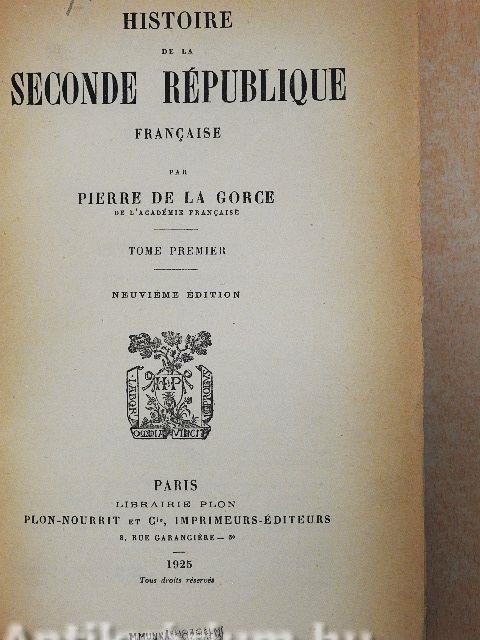 HISTOIRE
DE LA
SECONDE RÉPUBLIQUE
FRANÇAISE
PAR
PIERRE DE LA GORCE
DE L'ACADÉMIE FRANÇAISE
TOME PREMIER
NEUVIÈME ÉDITION
LABOR
HP
IMPROBVS
OMNIA VINCIT
PARIS
LIBRAIRIE PLON
PLON-NOURRIT ET Cie, IMPRIMEURS-ÉDITEURS
8, RUE GARANCIÈRE — 6e
1925
Tous droits réservés